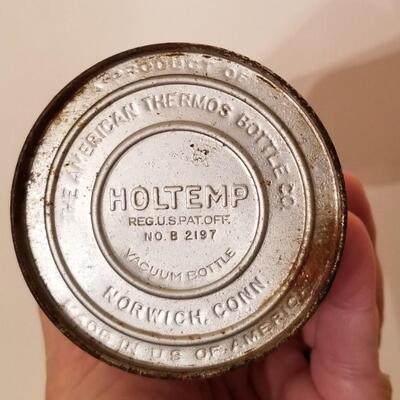 A PRODUCT OF
THE AMERICAN THERMOS BOTTLE CO.
HOLTEMP
REG.U.S.PAT.OFF.
NO. B 2197
VACUUM BOTTLE
NORWICH, CONN.
MADE IN U S OF AMERICA